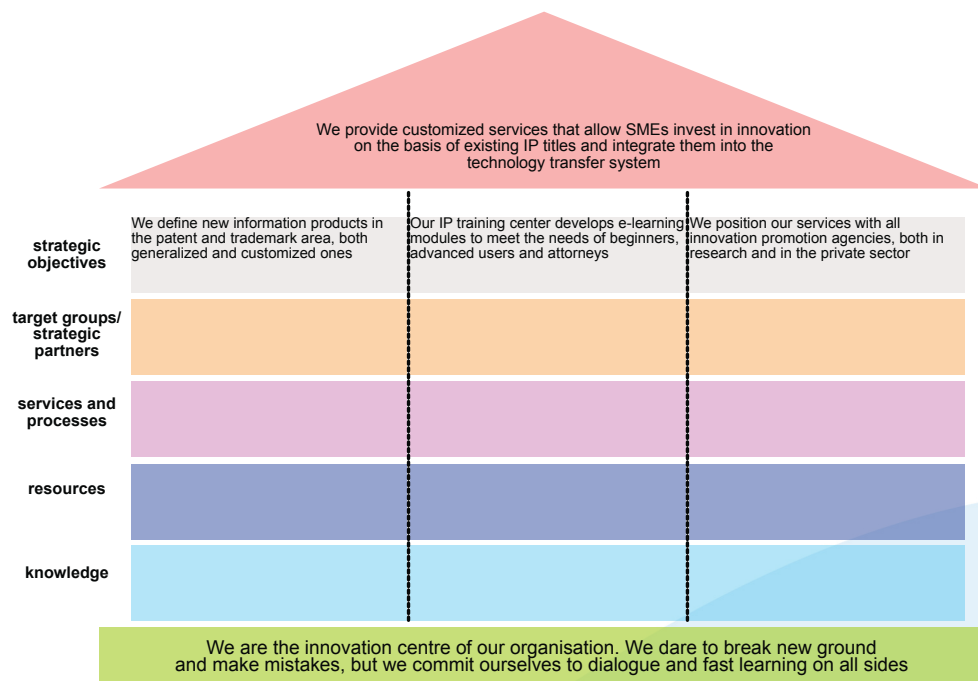 We provide customized services that allow SMEs invest in innovation
on the basis of existing IP titles and integrate them into the
technology transfer system
strategic
objectives
We define new information products in
the patent and trademark area, both
generalized and customized ones
Our IP training center develops e-learning
modules to meet the needs of beginners,
advanced users and attorneys
We position our services with all
innovation promotion agencies, both in
research and in the private sector
target groups/
strategic
partners
services and
processes
resources
knowledge
We are the innovation centre of our organisation. We dare to break new ground
and make mistakes, but we commit ourselves to dialogue and fast learning on all sides